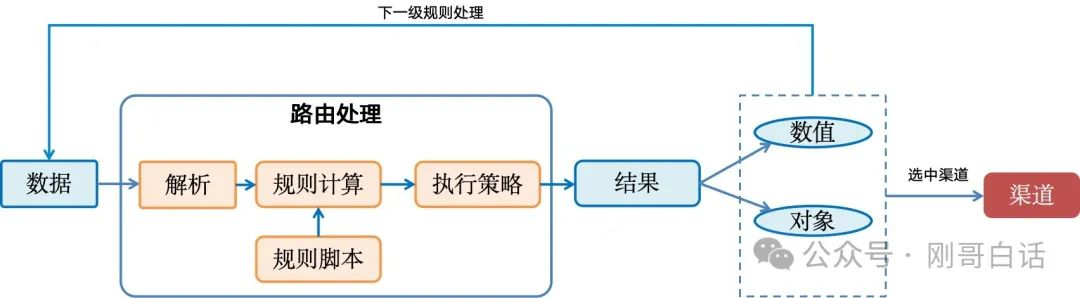 下一级规则处理
路由处理
数据
解析
规则计算
执行策略
规则脚本
结果
数值
对象
选中渠道
渠道
公众号 · 刚哥白话